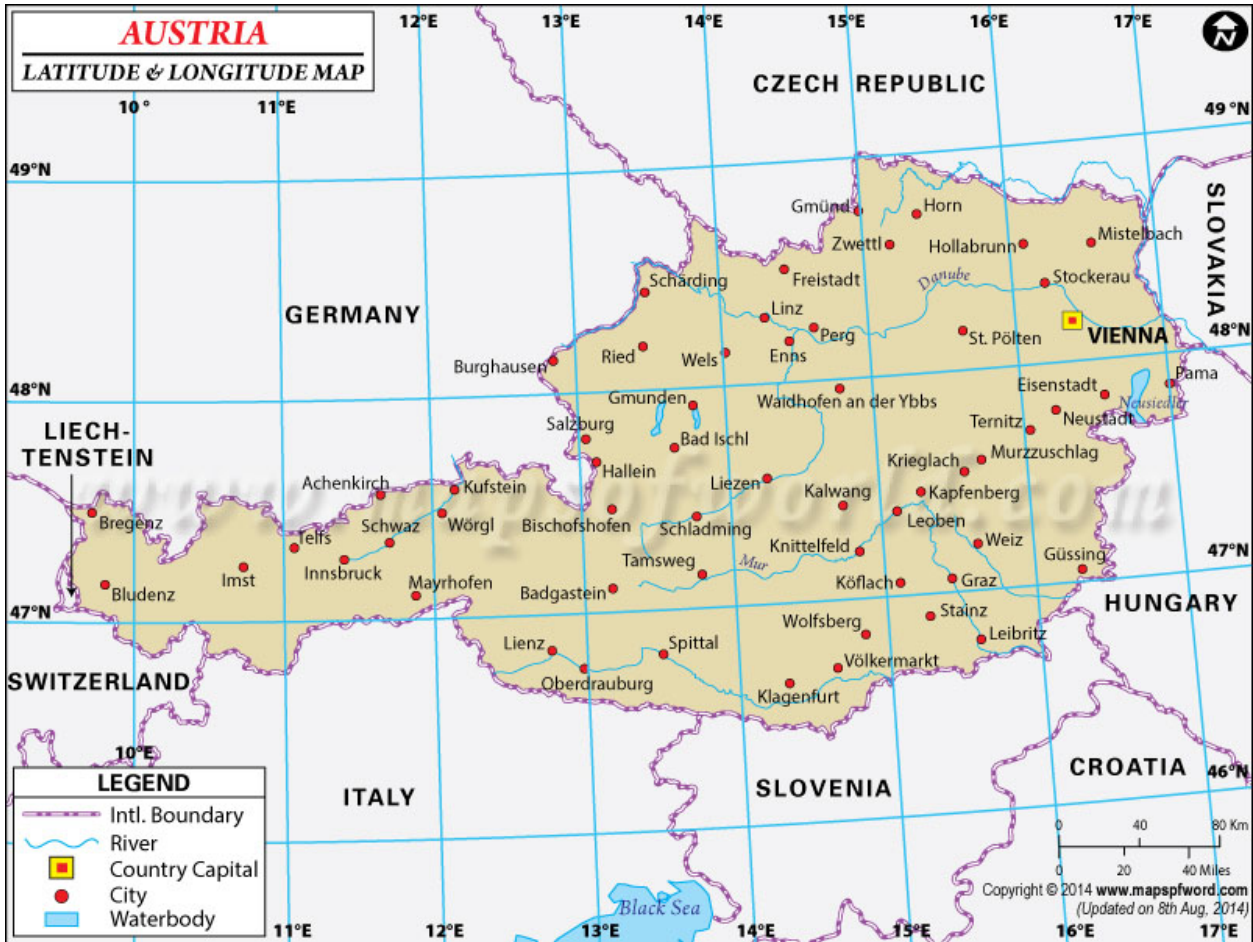 AUSTRIA
LATITUDE & LONGITUDE MAP
12°E
13°E
14°E
15°E
16°E
17°E
N
10 °
11°E
CZECH REPUBLIC
49 °N
49°N
SLOVAKIA
Gmünd
Horn
Zwettl
Hollabrunn
Mistelbach
Schärding
Freistadt
Danube
Stockerau
GERMANY
Linz
Perg
St. Pölten
VIENNA
48°N
Ried
Wels
Enns
Burghausen
Pama
48°N
Gmunden
Waidhofen an der Ybbs
Eisenstadt
Neusiedler
Neustadt
Ternitz
LIECH-
TENSTEIN
Salzburg
Bad Ischl
Murzzuschlag
Hallein
Krieglach
www.mapspfworld.com
Achenkirch
Kufstein
Liezen
Kalwang
Kapfenberg
Bregenz
Schwaz
Wörgl
Bischofshofen
Schladming
Leoben
Telfs
Knittelfeld
Weiz
Güssing
47°N
Imst
Innsbruck
Mayrhofen
Tamsweg
Mur
Köflach
Graz
Bludenz
Badgastein
HUNGARY
47°N
Stainz
Wolfsberg
Leibritz
Lienz
Spittal
Völkermarkt
SWITZERLAND
Oberdrauburg
Klagenfurt
10°E
LEGEND
Intl. Boundary
River
Country Capital
City
Waterbody
ITALY
SLOVENIA
CROATIA
46°N
0 40 80 Km
0 20 40 Miles
Black Sea
Copyright © 2014 www.mapspfword.com
(Updated on 8th Aug, 2014)
11°E
12°E
13°E
14°E
15°E
16°E
17°E